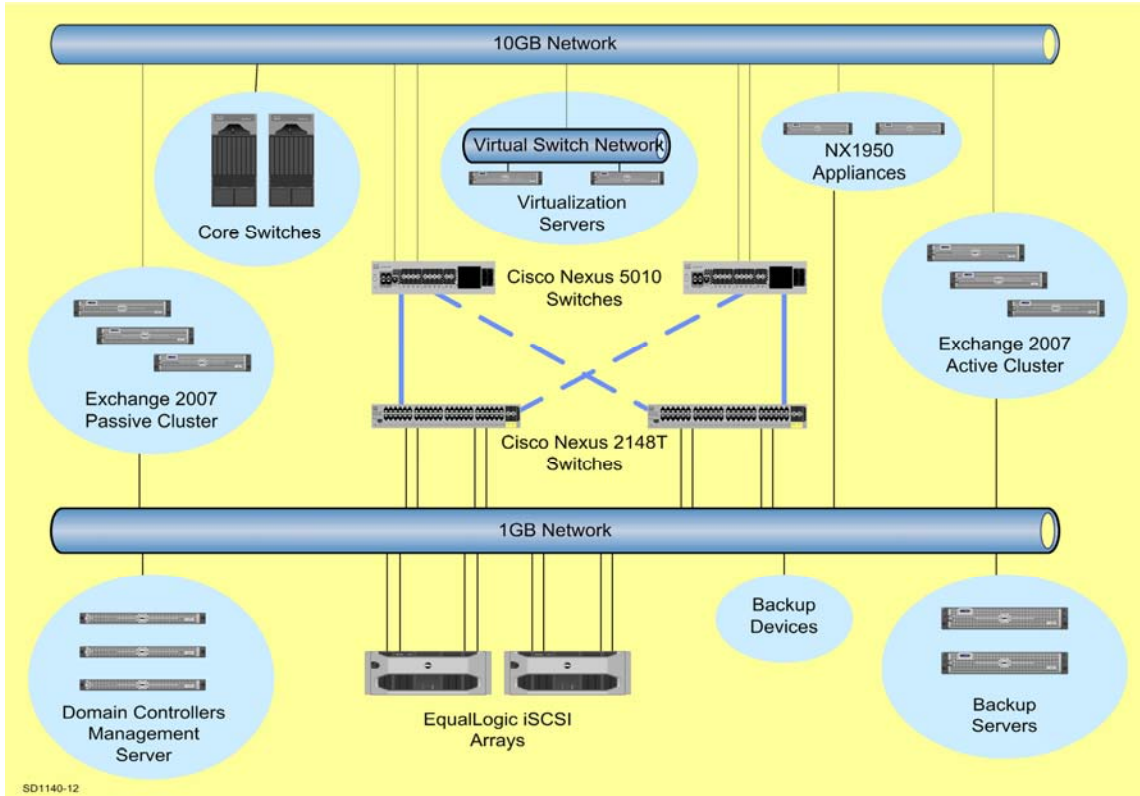 10GB Network
Virtual Switch Network
Virtualization
Servers
NX1950
Appliances
Core Switches
Cisco Nexus 5010
Switches
Exchange 2007
Passive Cluster
Exchange 2007
Active Cluster
Cisco Nexus 2148T
Switches
1GB Network
Domain Controllers
Management
Server
EqualLogic iSCSI
Arrays
Backup
Devices
Backup
Servers
SD1140-12